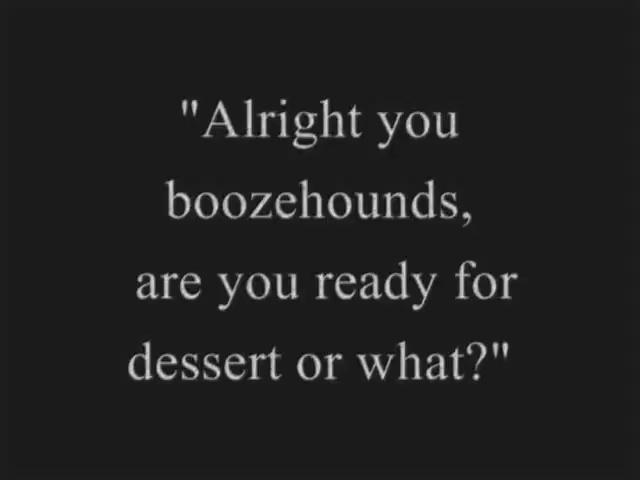 "Alright you
boozehounds,
are you ready for
dessert or what?"